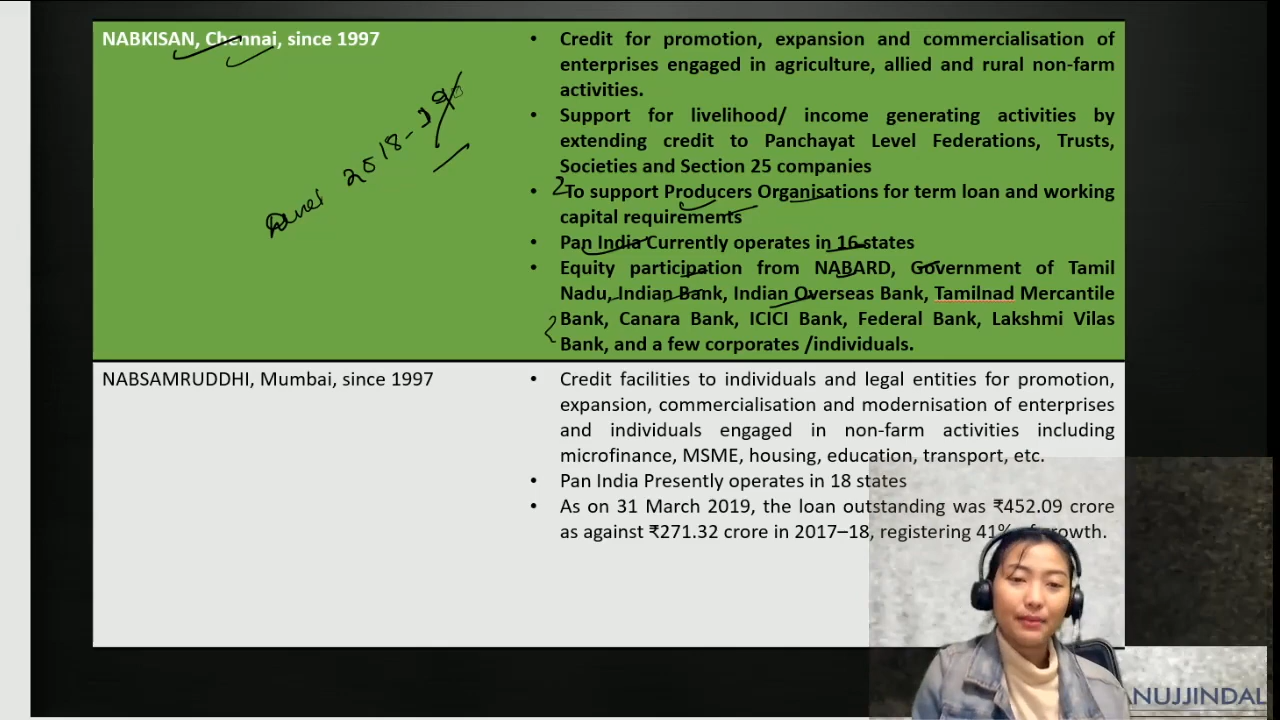 NABKISAN, Chennai, since 1997
• Credit for promotion, expansion and commercialisation of
enterprises engaged in agriculture, allied and rural non-farm
activities.
• Support for livelihood/ income generating activities by
extending credit to Panchayat Level Federations, Trusts,
Societies and Section 25 companies
• To support Producers Organisations for term loan and working
capital requirements
• Pan India Currently operates in 16 states
• Equity participation from NABARD, Government of Tamil
Nadu, Indian Bank, Indian Overseas Bank, Tamilnad Mercantile
Bank, Canara Bank, ICICI Bank, Federal Bank, Lakshmi Vilas
Bank, and a few corporates /individuals.
2018-19
NABSAMRUDDHI, Mumbai, since 1997
• Credit facilities to individuals and legal entities for promotion,
expansion, commercialisation and modernisation of enterprises
and individuals engaged in non-farm activities including
microfinance, MSME, housing, education, transport, etc.
• Pan India Presently operates in 18 states
• As on 31 March 2019, the loan outstanding was ₹452.09 crore
as against ₹271.32 crore in 2017–18, registering 41% of growth.
ANUJJINDAL